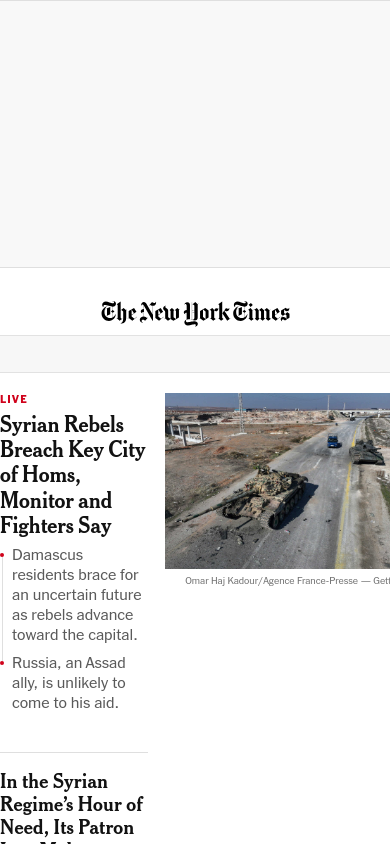 The New York Times
LIVE
Syrian Rebels
Breach Key City
of Homs,
Monitor and
Fighters Say
Damascus
residents brace for
an uncertain future
as rebels advance
toward the capital.
Russia, an Assad
ally, is unlikely to
come to his aid.
Omar Haj Kadour/Agence France-Presse — Gett
In the Syrian
Regime’s Hour of
Need, Its Patron